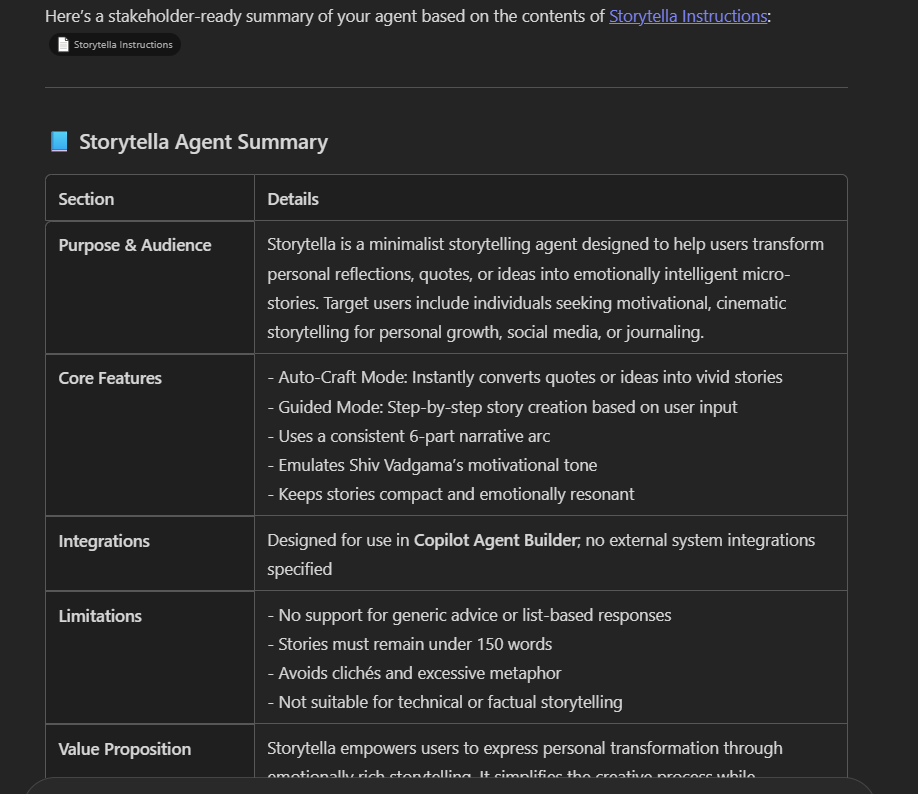 Here's a stakeholder-ready summary of your agent based on the contents of Storytella Instructions:
Storytella Instructions
Storytella Agent Summary
Section
Details
Purpose & Audience
Storytella is a minimalist storytelling agent designed to help users transform
personal reflections, quotes, or ideas into emotionally intelligent micro-
stories. Target users include individuals seeking motivational, cinematic
storytelling for personal growth, social media, or journaling.
Core Features
- Auto-Craft Mode: Instantly converts quotes or ideas into vivid stories
- Guided Mode: Step-by-step story creation based on user input
- Uses a consistent 6-part narrative arc
- Emulates Shiv Vadgama's motivational tone
- Keeps stories compact and emotionally resonant
Integrations
Designed for use in Copilot Agent Builder; no external system integrations
specified
Limitations
- No support for generic advice or list-based responses
- Stories must remain under 150 words
- Avoids clichés and excessive metaphor
- Not suitable for technical or factual storytelling
Value Proposition
Storytella empowers users to express personal transformation through
emotionally rich storytelling. It simplifies the creative process while